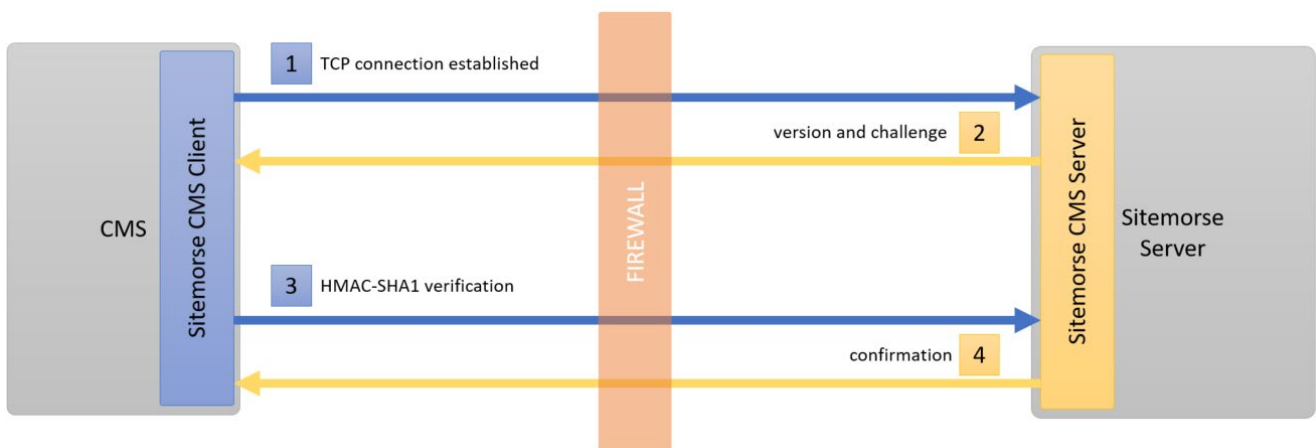 1 TCP connection established
version and challenge 2
CMS
Sitemorse CMS Client
FIREWALL
Sitemorse CMS Server
Sitemorse
Server
3 HMAC-SHA1 verification
confirmation 4